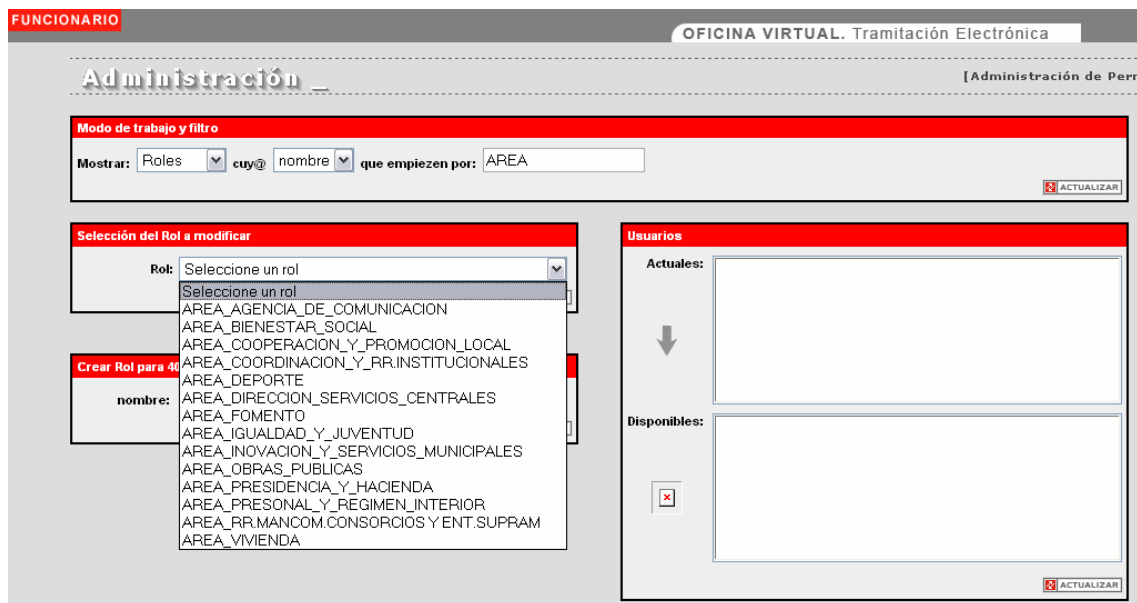 FUNCIONARIO
OFICINA VIRTUAL. Tramitación Electrónica
Administración _
[Administración de Perr
Modo de trabajo y filtro
Mostrar: Roles cuy@ nombre que empiezen por: AREA
ACTUALIZAR
Selección del Rol a modificar
Rol: Seleccione un rol
Seleccione un rol
AREA_AGENCIA_DE_COMUNICACION
AREA_BIENESTAR_SOCIAL
AREA_COOPERACION_Y_PROMOCION_LOCAL
AREA_COORDINACION_Y_RR.INSTITUCIONALES
AREA_DEPORTE
AREA_DIRECCION_SERVICIOS_CENTRALES
AREA_FOMENTO
AREA_IGUALDAD_Y_JUVENTUD
AREA_INOVACION_Y_SERVICIOS_MUNICIPALES
AREA_OBRAS_PUBLICAS
AREA_PRESIDENCIA_Y_HACIENDA
AREA_PRESONAL_Y_REGIMEN_INTERIOR
AREA_RR.MANCOM.CONSORCIOS Y ENT.SUPRAM
AREA_VIVIENDA
Crear Rol para 40
nombre:
Usuarios
Actuales:
Disponibles:
ACTUALIZAR